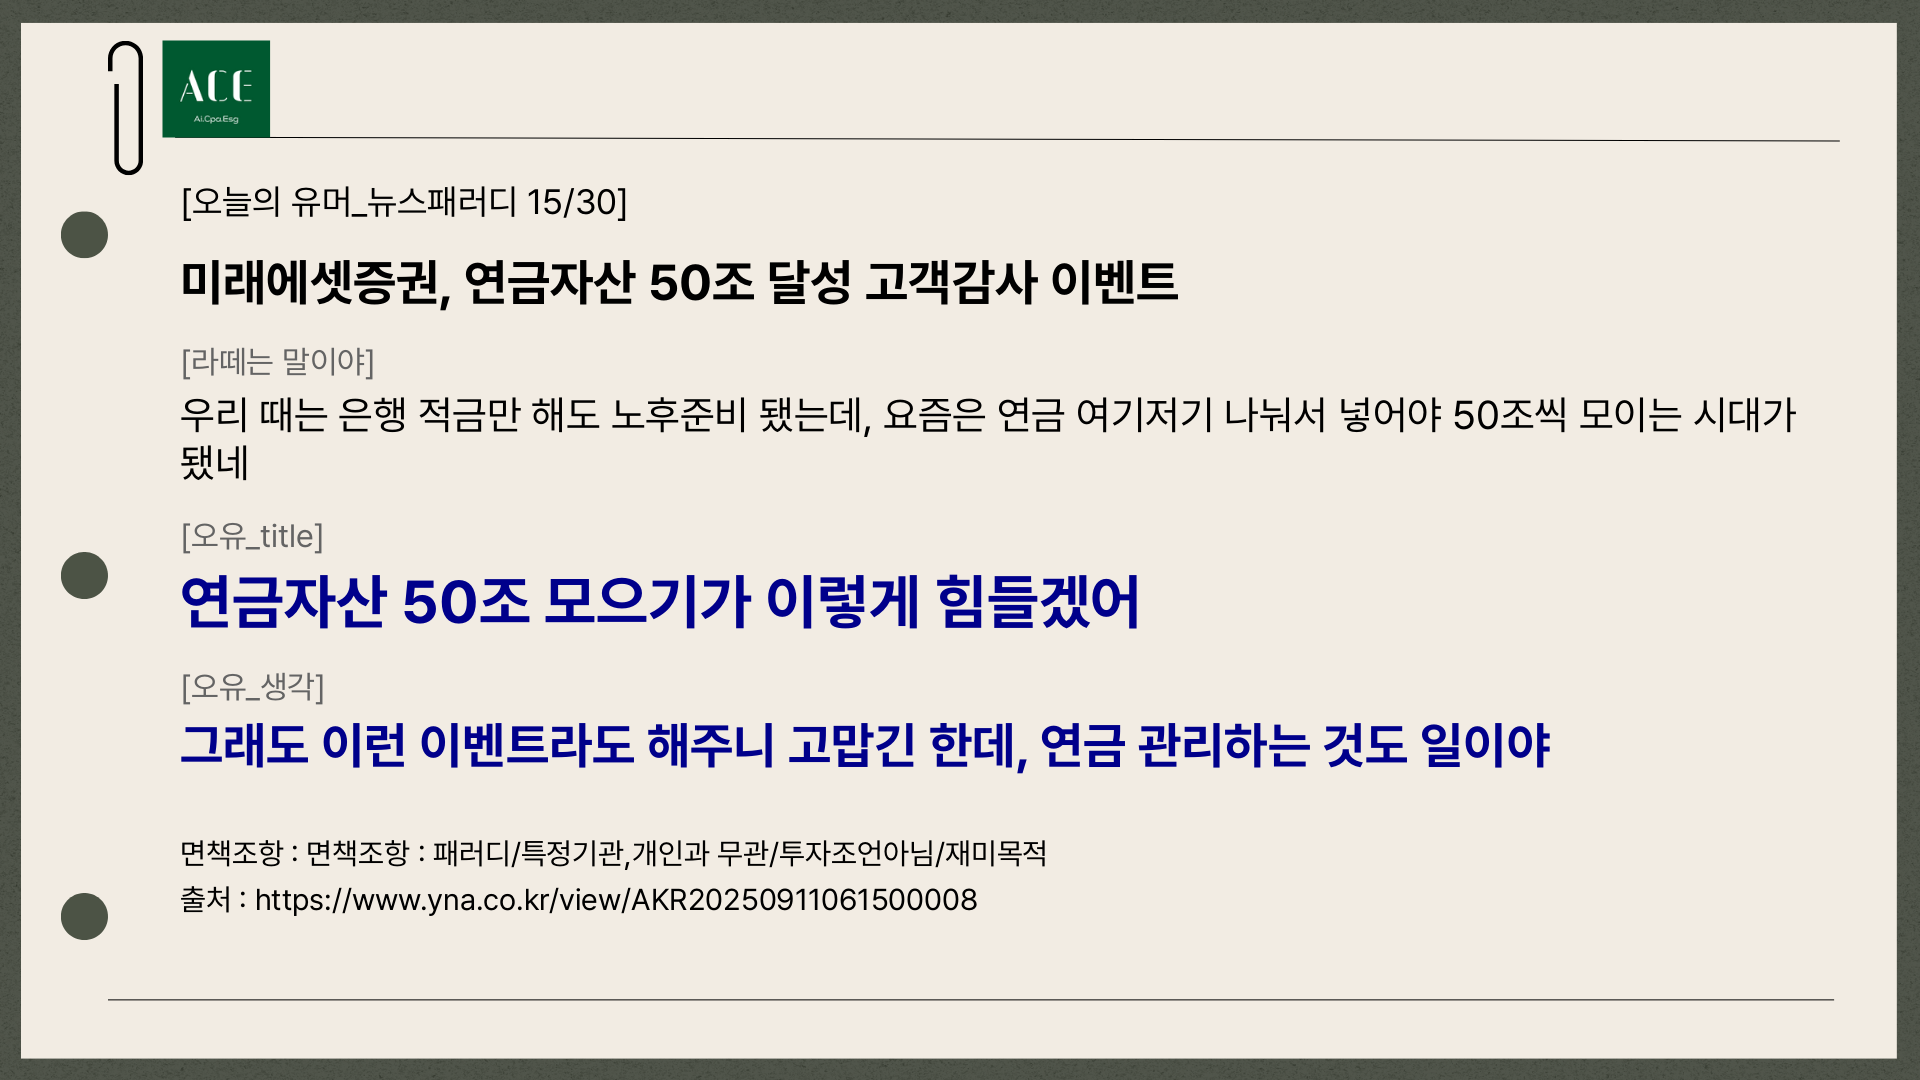 ACE
Ai.Cpa.Esg
[오늘의 유머_뉴스패러디 15/30]
미래에셋증권, 연금자산 50조 달성 고객감사 이벤트
[라떼는 말이야]
우리 때는 은행 적금만 해도 노후준비 됐는데, 요즘은 연금 여기저기 나눠서 넣어야 50조씩 모이는 시대가
됐네
[오유_title]
연금자산 50조 모으기가 이렇게 힘들겠어
[오유_생각]
그래도 이런 이벤트라도 해주니 고맙긴 한데, 연금 관리하는 것도 일이야
면책조항 : 면책조항 : 패러디/특정기관,개인과 무관/투자조언아님/재미목적
출처 : https://www.yna.co.kr/view/AKR20250911061500008